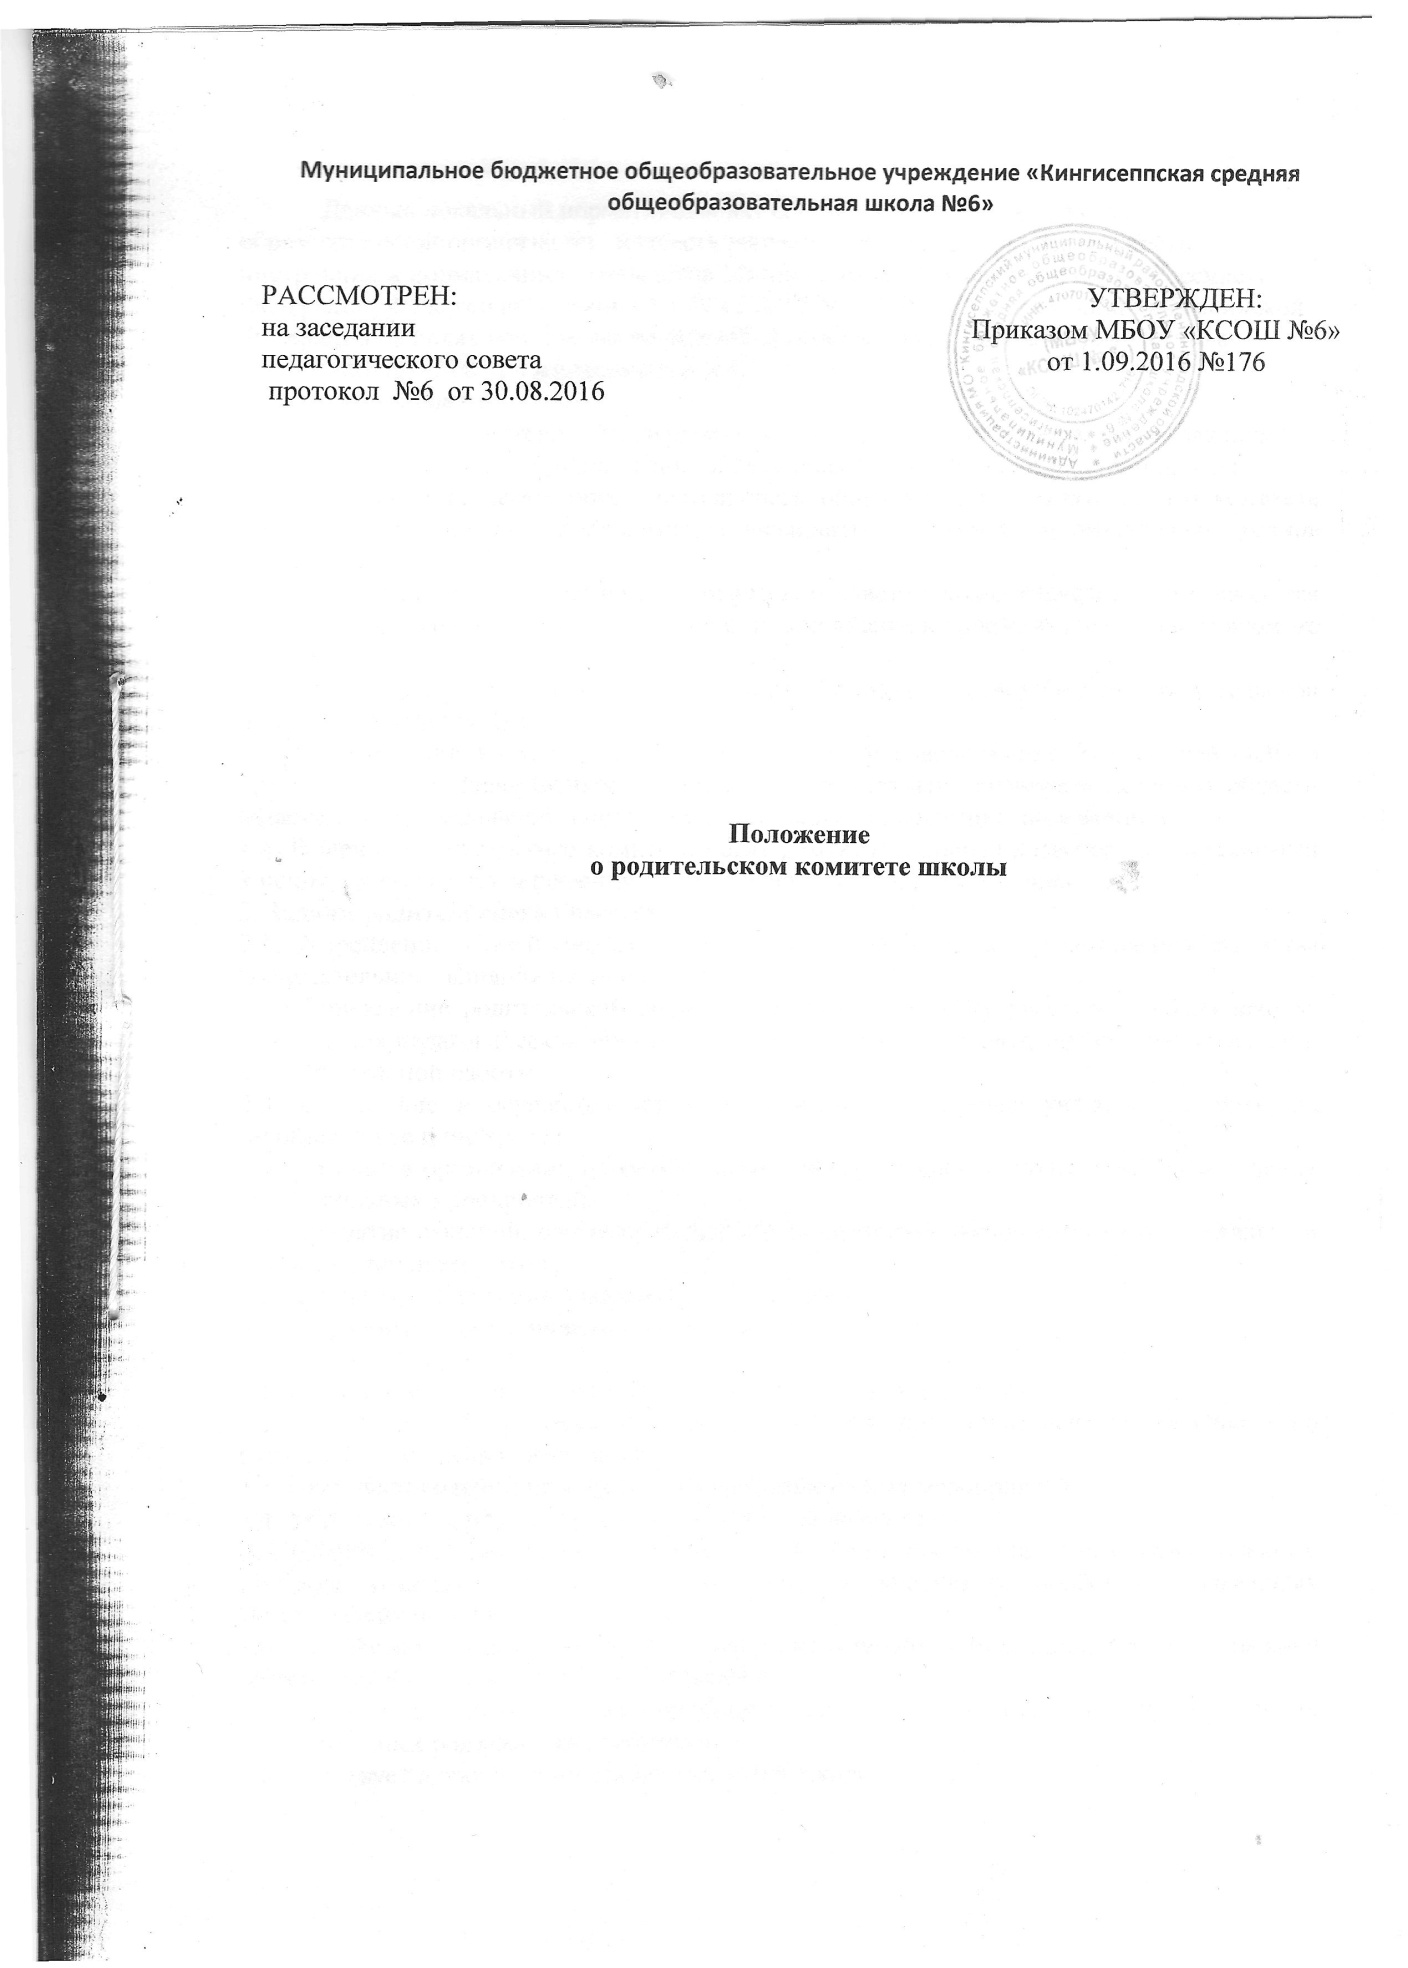 Муниципальное бюджетное общеобразовательное учреждение «Кингисеппская средняя
общеобразовательная школа №6»
РАССМОТРЕН:
на заседании
педагогического совета
протокол №6 от 30.08.2016
УТВЕРЖДЕН:
Приказом МБОУ «КСОШ №6»
от 1.09.2016 №176
Положение
о родительском комитете школы